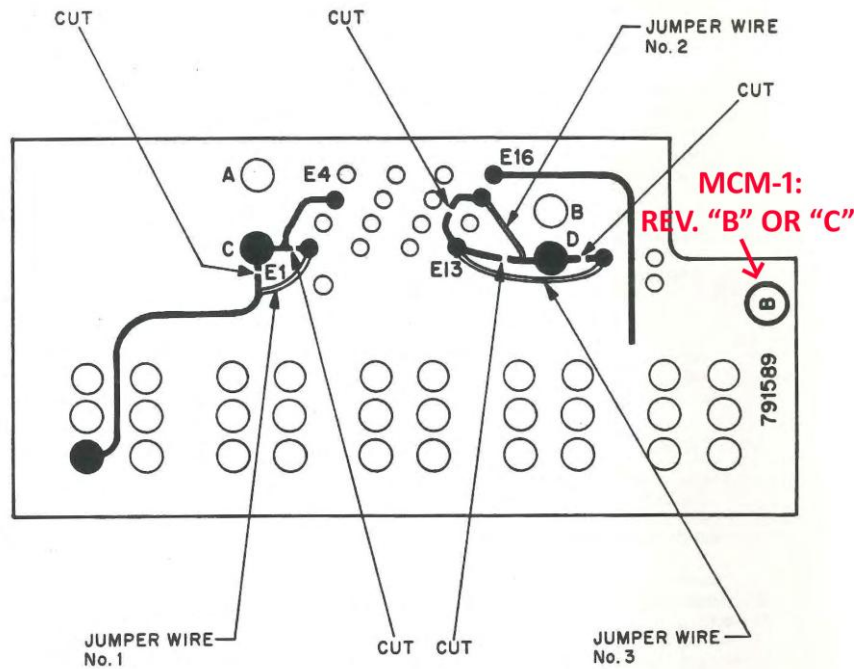 CUT
CUT
JUMPER WIRE
No. 2
CUT
E16
MCM-1:
REV. “B” OR “C”
A
E4
B
C
D
E1
E13
B
791589
JUMPER WIRE
No. 1
CUT
CUT
JUMPER WIRE
No. 3